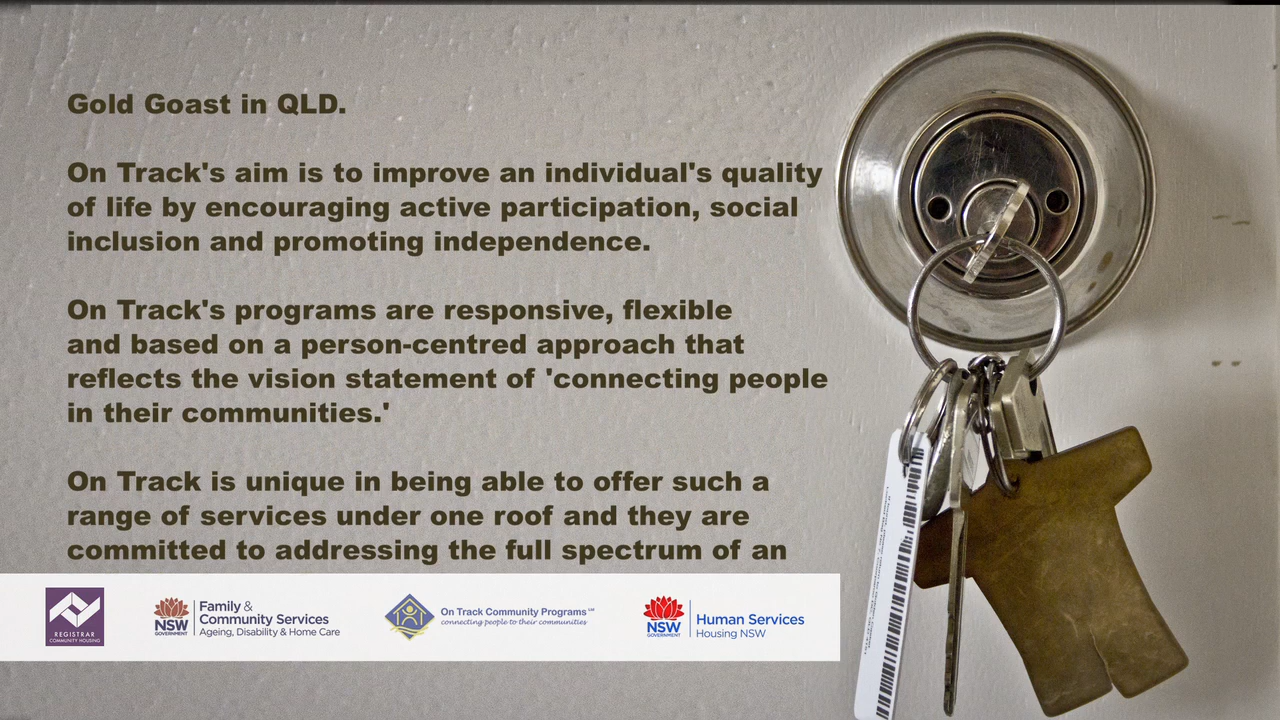 Gold Goast in QLD.
On Track's aim is to improve an individual's quality
of life by encouraging active participation, social
inclusion and promoting independence.
On Track's programs are responsive, flexible
and based on a person-centred approach that
reflects the vision statement of 'connecting people
in their communities.'
On Track is unique in being able to offer such a
range of services under one roof and they are
committed to addressing the full spectrum of an
REGISTRAR
COMMUNITY HOUSING
NSW
GOVERNMENT
Family &
Community Services
Ageing, Disability & Home Care
On Track Community Programs SM
connecting people to their communities
NSW
GOVERNMENT
Human Services
Housing NSW